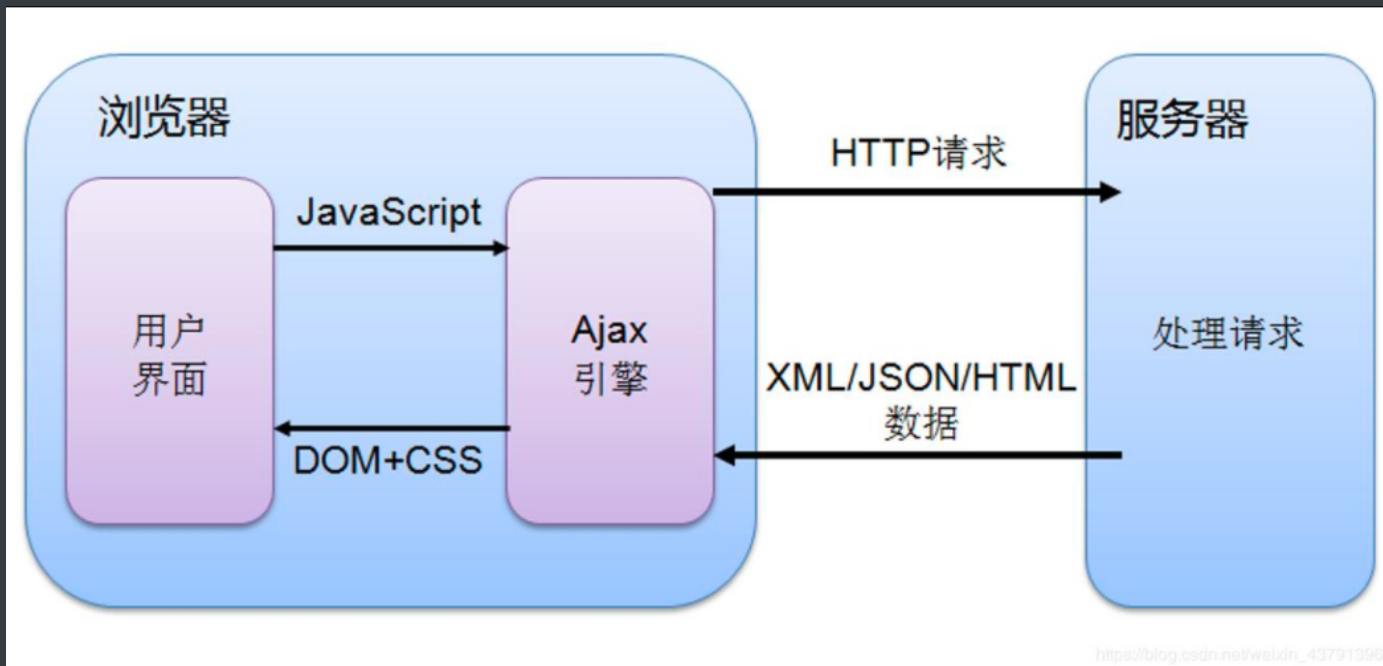 浏览器
服务器
HTTP请求
JavaScript
用户
界面
Ajax
引擎
处理请求
XML/JSON/HTML
数据
DOM+CSS
https://blog.csdn.net/weixin_43791396